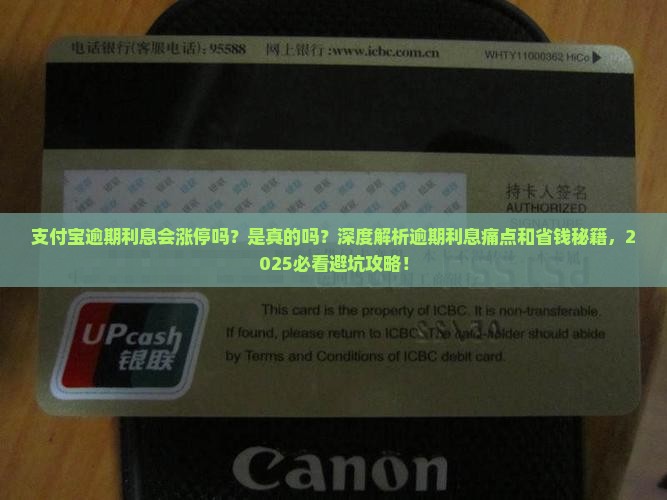 电话银行(客服电话):95588 网上银行:www.icbc.com.cn
WHTY11000362 HiCo
持卡人签名
AUTHORIZED
支付宝逾期利息会涨停吗？是真的吗？深度解析逾期利息痛点和省钱秘籍，2
025必看避坑攻略！
This card is the property of ICBC. It is non-transferable.
If found, please return to ICBC. The card-holder should abide
by Terms and Conditions of ICBC debit card.
UPcash
银联
Canon